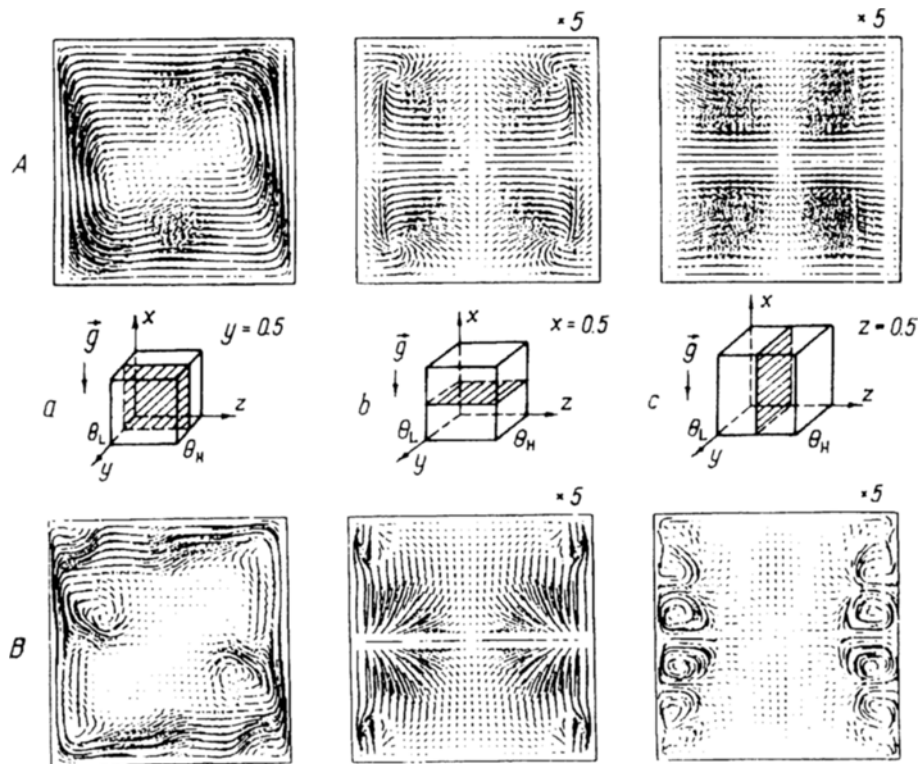 × 5 × 5
A
x y = 0.5 x = 0.5 z = 0.5
g⃗ x g⃗ x g⃗
a z b z c z
θL θH θL θH θL θH
y y y
× 5 × 5
B